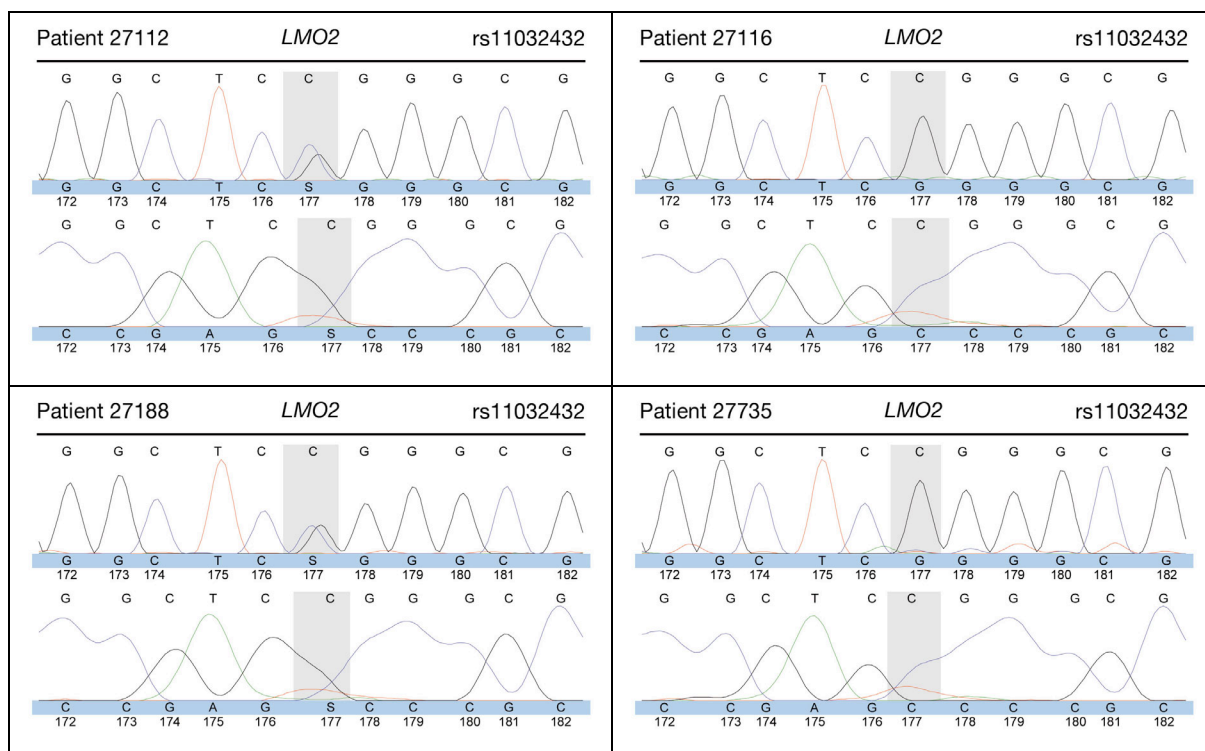 Patient 27112 LMO2 rs11032432
G G C T C C G G G C G
G G C T C S G G G C G
172 173 174 175 176 177 178 179 180 181 182
G G C T C C G G G C G
C C G A G S C C C G C
172 173 174 175 176 177 178 179 180 181 182
Patient 27116 LMO2 rs11032432
G G C T C C G G G C G
G G C T C G G G G C G
172 173 174 175 176 177 178 179 180 181 182
G G C T C C G G G C G
C C G A G C C C C G C
172 173 174 175 176 177 178 179 180 181 182
Patient 27188 LMO2 rs11032432
G G C T C C G G G C G
G G C T C S G G G C G
172 173 174 175 176 177 178 179 180 181 182
G G C T C C G G G C G
C C G A G S C C C G C
172 173 174 175 176 177 178 179 180 181 182
Patient 27735 LMO2 rs11032432
G G C T C C G G G C G
G G C T C G G G G C G
172 173 174 175 176 177 178 179 180 181 182
G G C T C C G G G C G
C C G A G C C C C G C
172 173 174 175 176 177 178 179 180 181 182